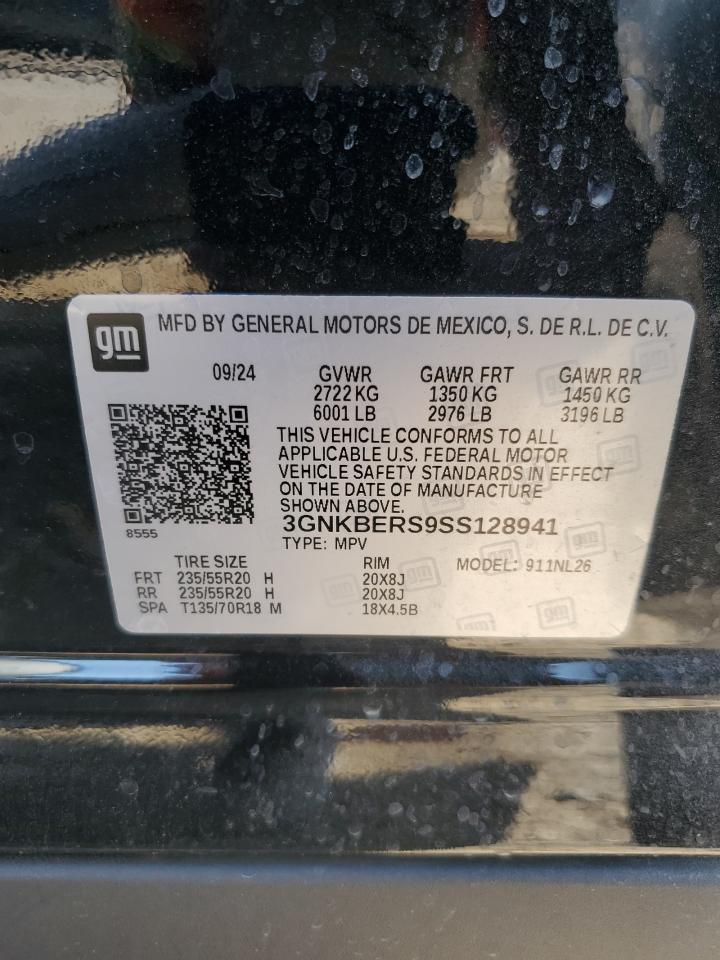 gm MFD BY GENERAL MOTORS DE MEXICO, S. DE R.L. DE C.V.
09/24 GVWR GAWR FRT GAWR RR
2722 KG 1350 KG 1450 KG
6001 LB 2976 LB 3196 LB
THIS VEHICLE CONFORMS TO ALL
APPLICABLE U.S. FEDERAL MOTOR
VEHICLE SAFETY STANDARDS IN EFFECT
ON THE DATE OF MANUFACTURE
SHOWN ABOVE.
3GNKBERS9SS128941
8555 TYPE: MPV
TIRE SIZE RIM MODEL: 911NL26
FRT 235/55R20 H 20X8J
RR 235/55R20 H 20X8J
SPA T135/70R18 M 18X4.5B